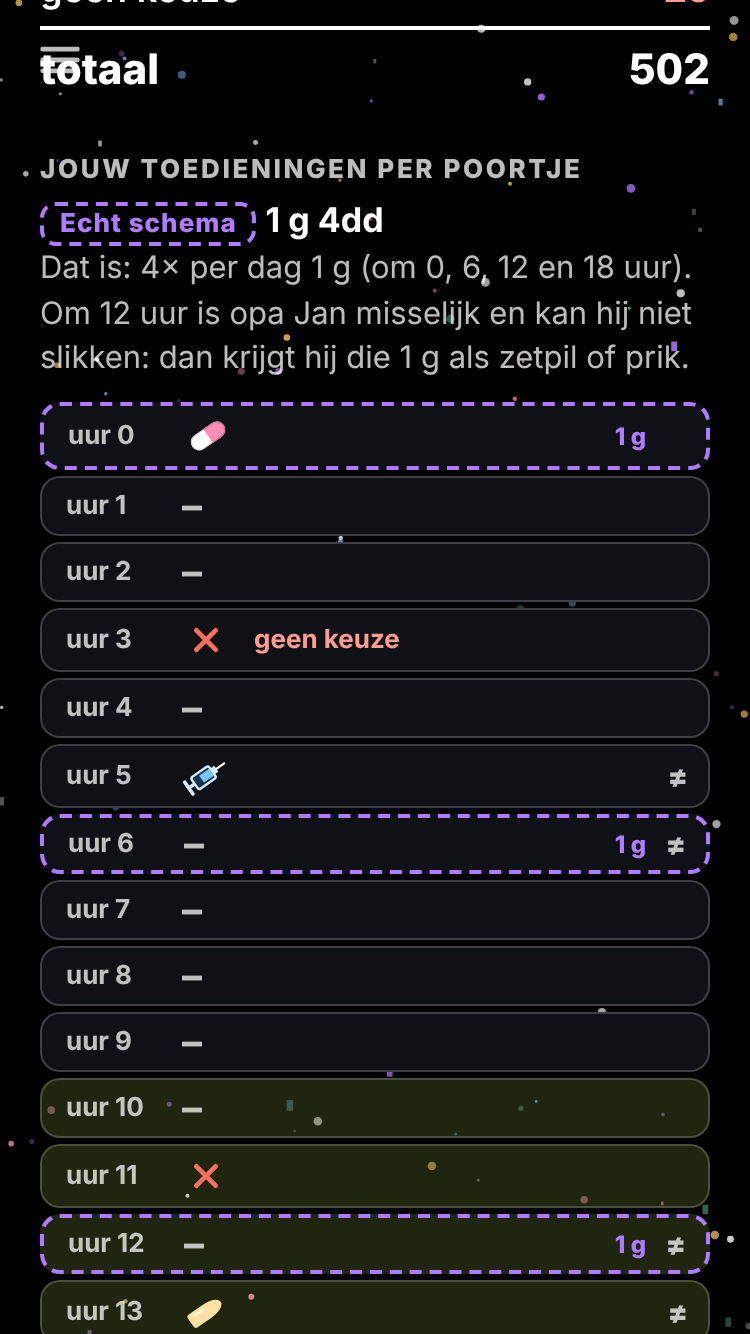 totaal 502
JOUW TOEDIENINGEN PER POORTJE
Echt schema 1 g 4dd
Dat is: 4× per dag 1 g (om 0, 6, 12 en 18 uur).
Om 12 uur is opa Jan misselijk en kan hij niet
slikken: dan krijgt hij die 1 g als zetpil of prik.
uur 0 1 g
uur 1 –
uur 2 –
uur 3 ❌ geen keuze
uur 4 –
uur 5 ≠
uur 6 – 1 g ≠
uur 7 –
uur 8 –
uur 9 –
uur 10 –
uur 11 ❌
uur 12 – 1 g ≠
uur 13 ≠